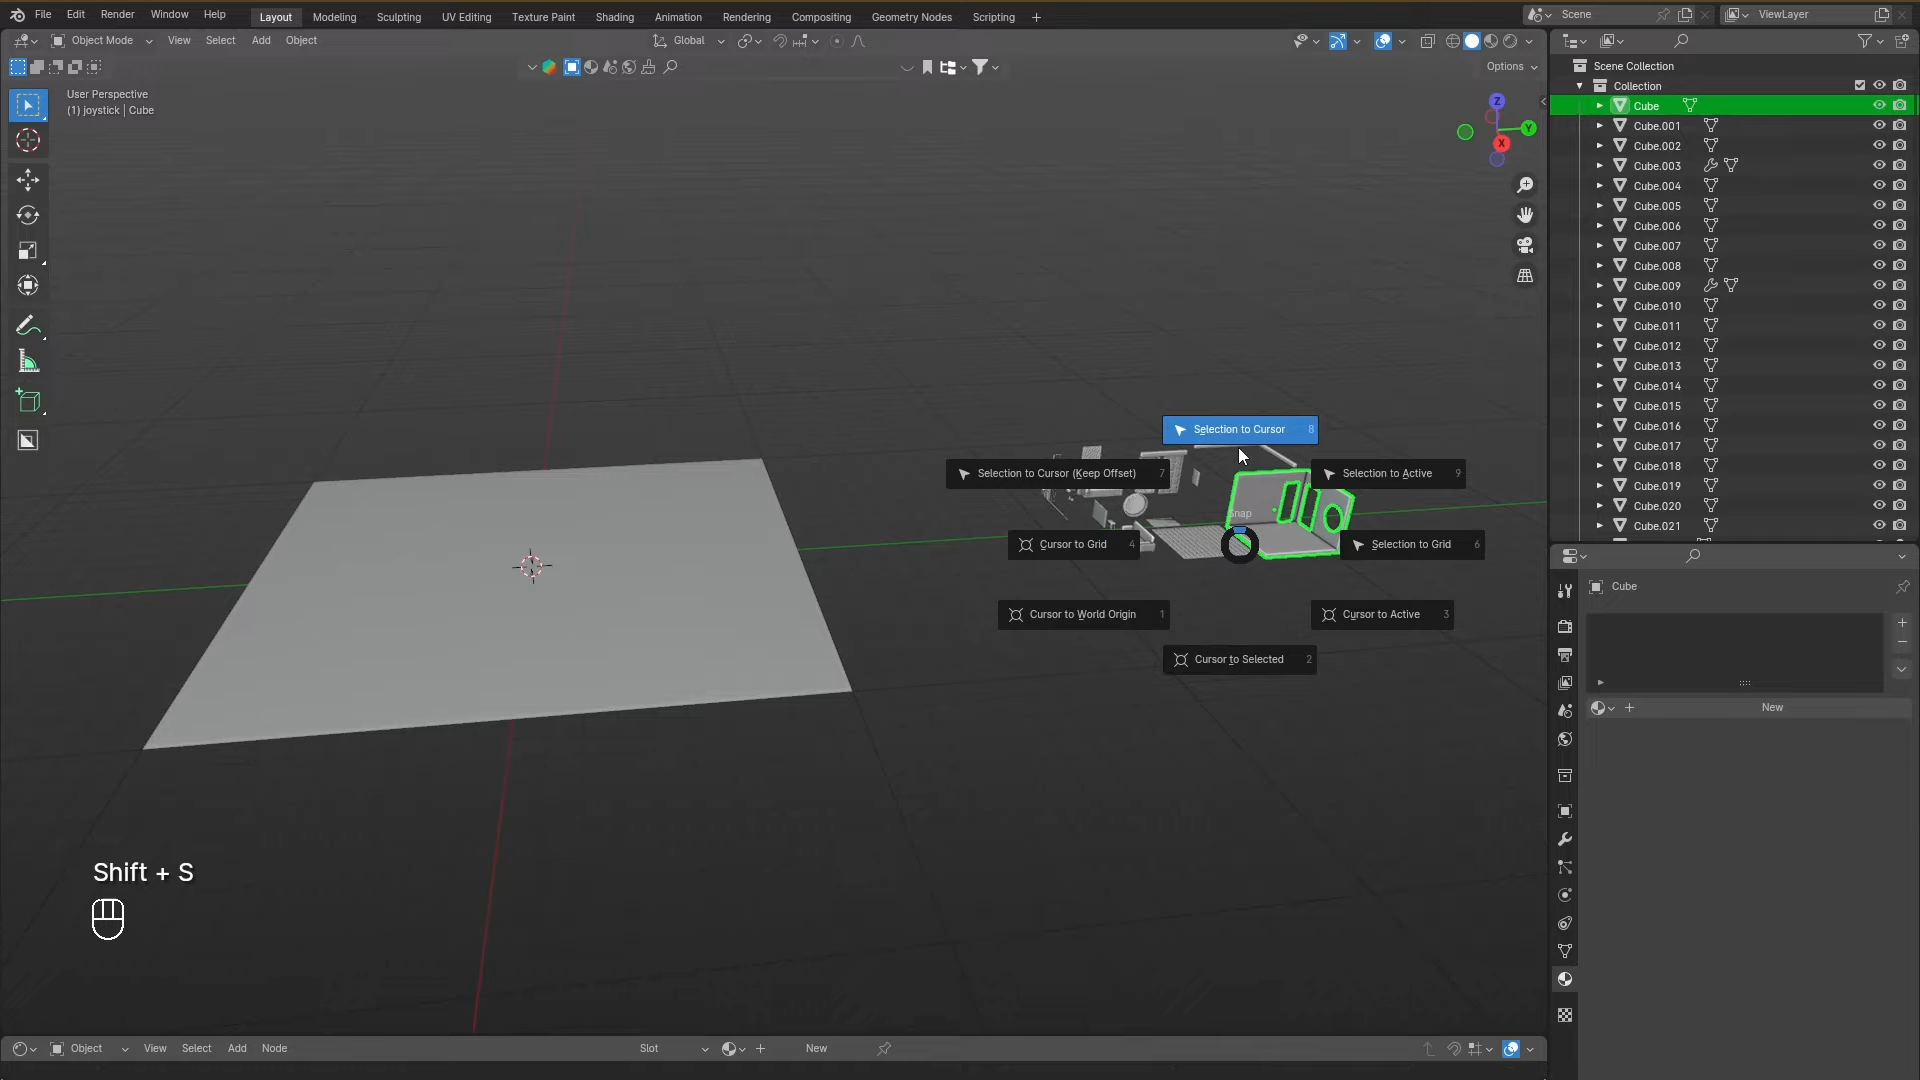 File Edit Render Window Help Layout Modeling Sculpting UV Editing Texture Paint Shading Animation Rendering Compositing Geometry Nodes Scripting + Scene ViewLayer
Object Mode View Select Add Object Global
Options
User Perspective
(1) joystick | Cube
Z
Y
X
Selection to Cursor 8
Selection to Cursor (Keep Offset) 7
Selection to Active 9
Snap
Cursor to Grid 4
Selection to Grid 6
Cursor to World Origin 1
Cursor to Active 3
Cursor to Selected 2
Shift + S
Scene Collection
Collection
Cube
Cube.001
Cube.002
Cube.003
Cube.004
Cube.005
Cube.006
Cube.007
Cube.008
Cube.009
Cube.010
Cube.011
Cube.012
Cube.013
Cube.014
Cube.015
Cube.016
Cube.017
Cube.018
Cube.019
Cube.020
Cube.021
Cube
New
Object View Select Add Node Slot New